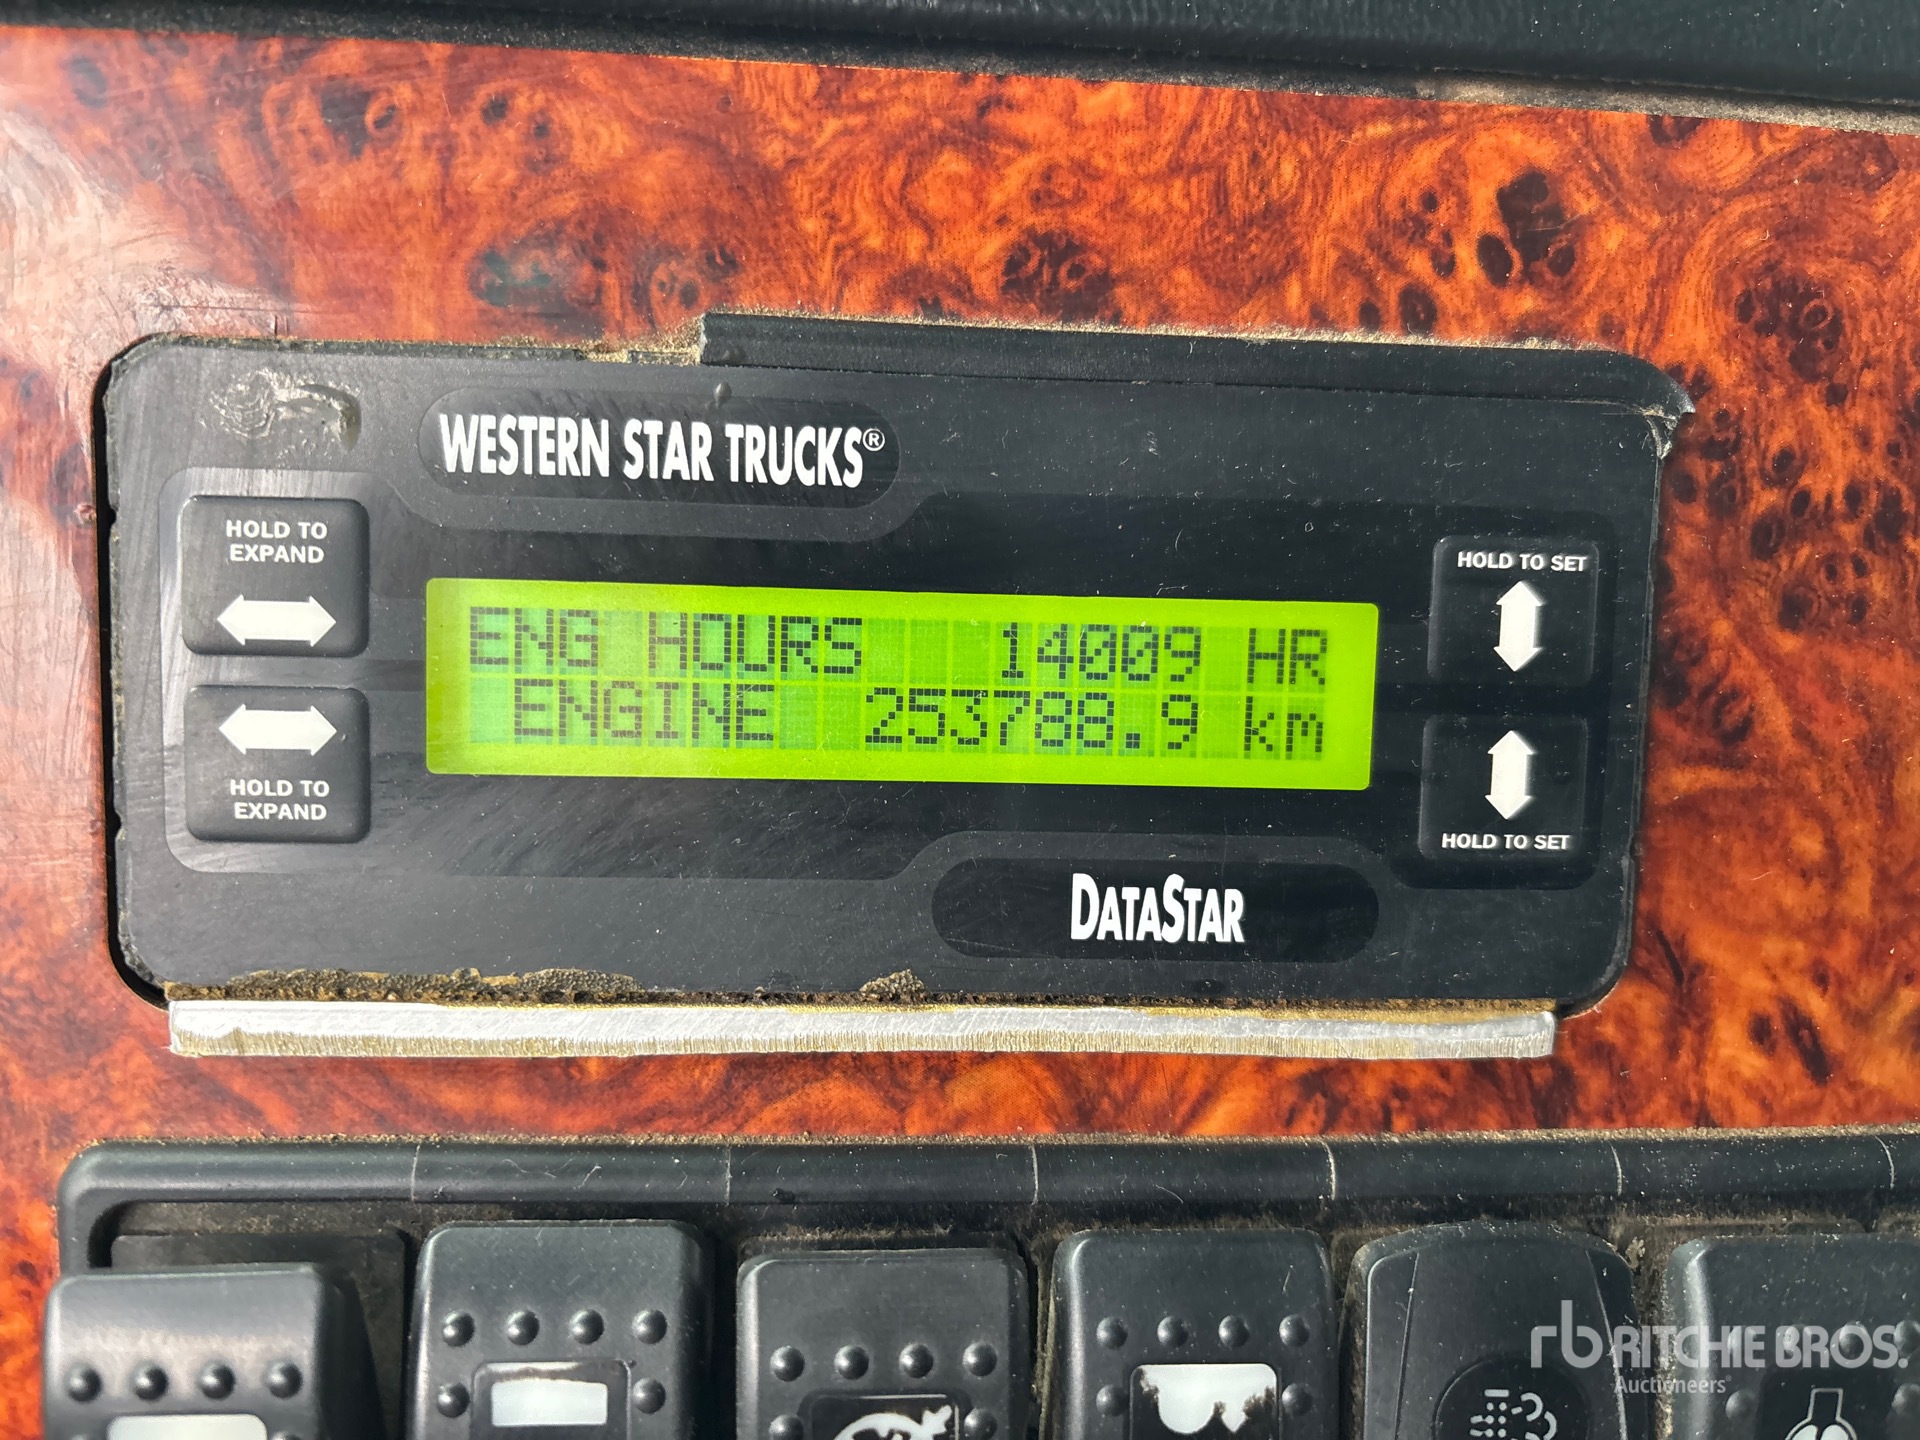 WESTERN STAR TRUCKS®
HOLD TO
EXPAND
HOLD TO SET
ENG HOURS 14009 HR
ENGINE 253788.9 km
HOLD TO
EXPAND
HOLD TO SET
DATASTAR
rb RITCHIE BROS.
Auctioneers